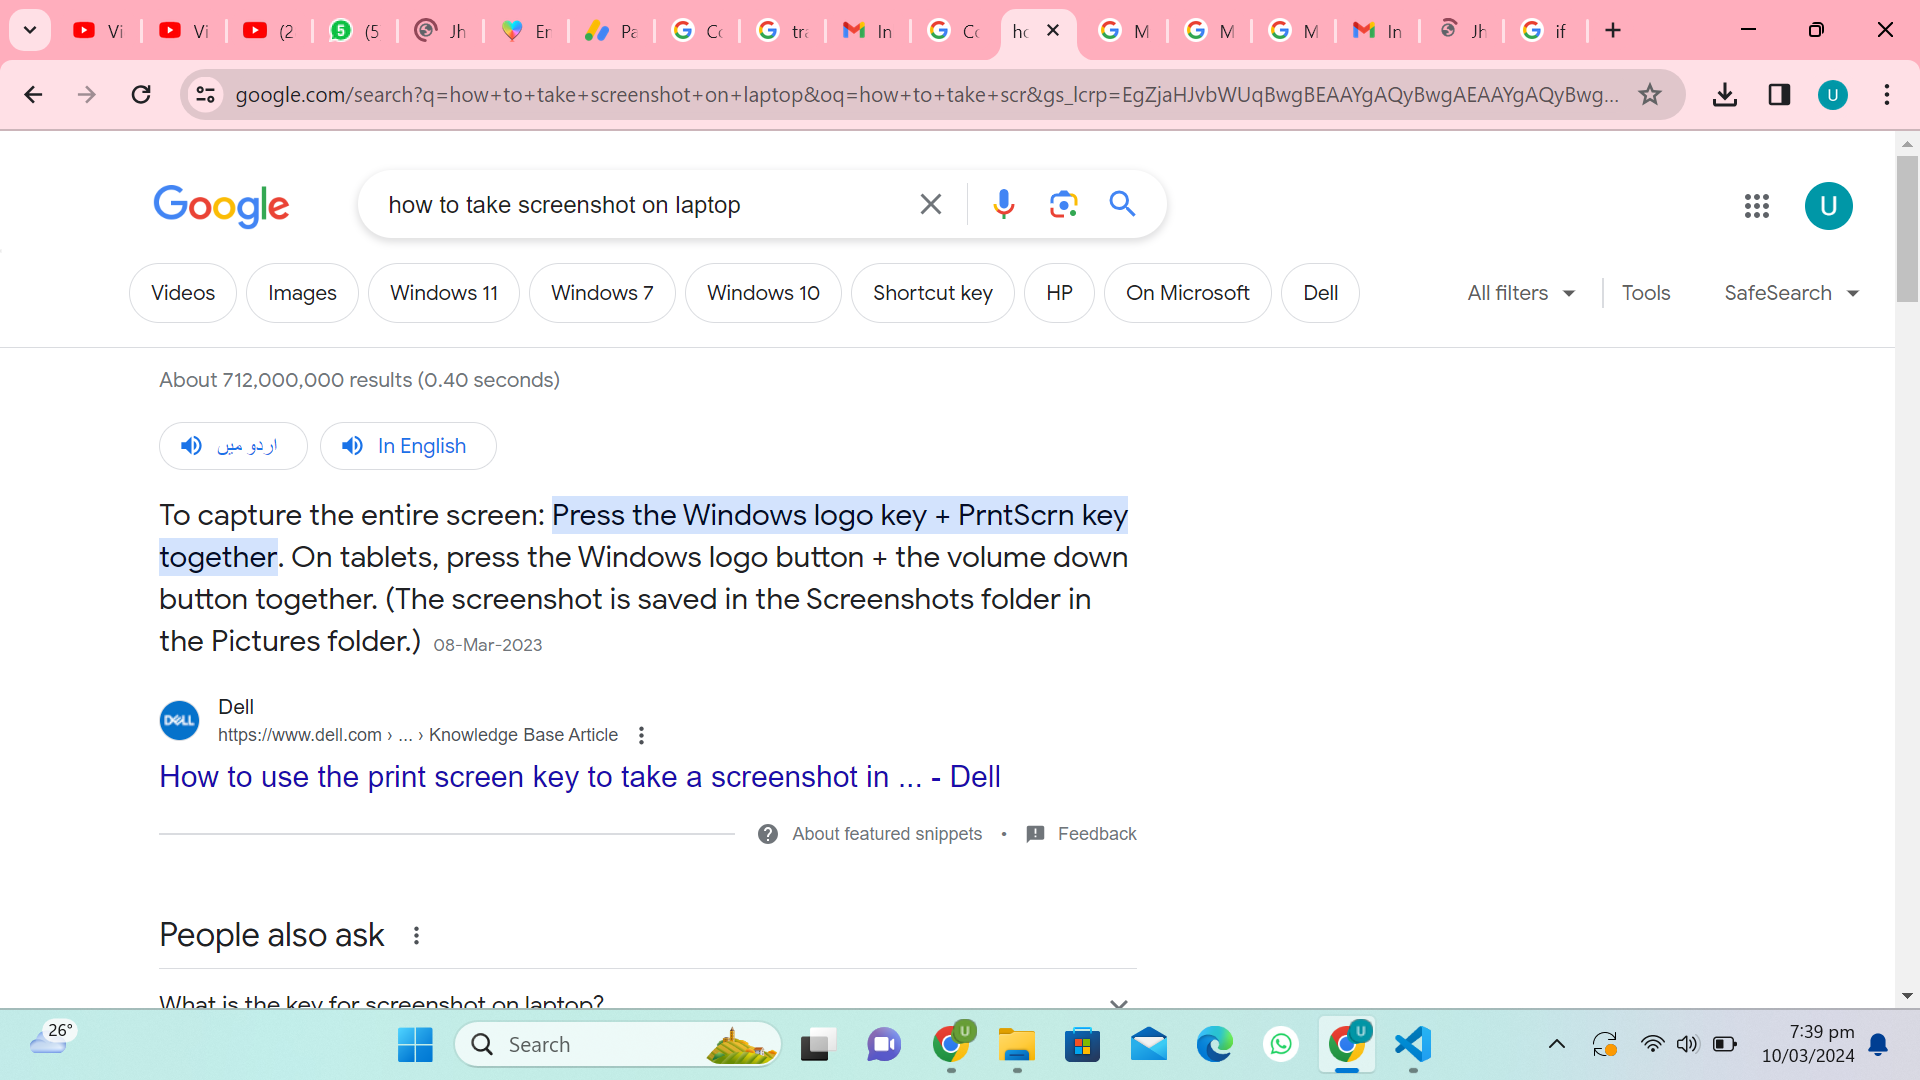 Vi
Vi
(2
(5
Jh
En
Pa
Co
tra
In
Co
ho
M
M
M
In
Jh
if
google.com/search?q=how+to+take+screenshot+on+laptop&oq=how+to+take+scr&gs_lcrp=EgZjaHJvbWUqBwgBEAAYgAQyBwgAEAAYgAQyBwg...
U
Google
how to take screenshot on laptop
U
Videos
Images
Windows 11
Windows 7
Windows 10
Shortcut key
HP
On Microsoft
Dell
All filters
Tools
SafeSearch
About 712,000,000 results (0.40 seconds)
اردو میں
In English
To capture the entire screen: Press the Windows logo key + PrntScrn key
together. On tablets, press the Windows logo button + the volume down
button together. (The screenshot is saved in the Screenshots folder in
the Pictures folder.) 08-Mar-2023
DELL
Dell
https://www.dell.com › ... › Knowledge Base Article
How to use the print screen key to take a screenshot in ... - Dell
About featured snippets • Feedback
People also ask
What is the key for screenshot on laptop?
26°
Search
U
U
7:39 pm
10/03/2024